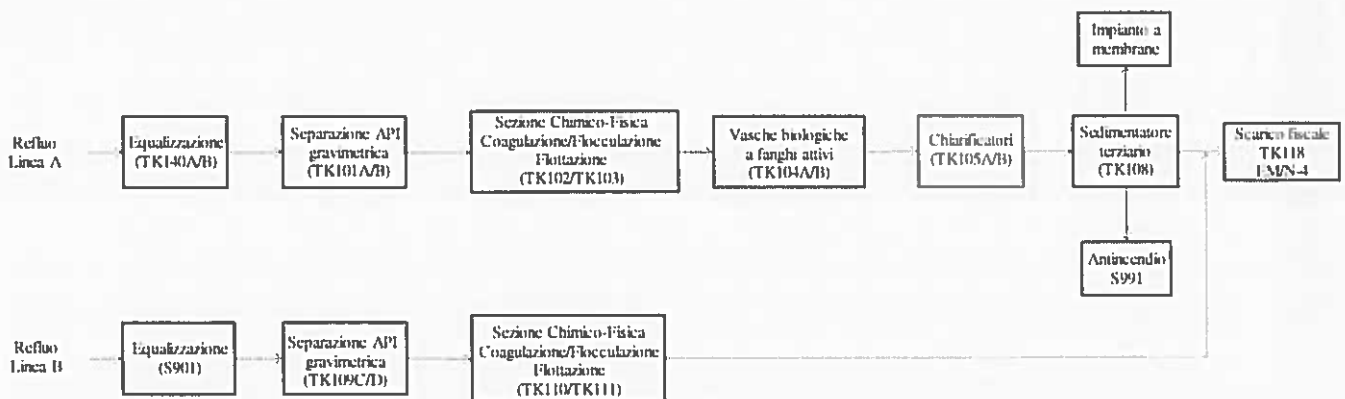 Impianto a
membrane
Refluo
Linea A
Equalizzazione
(TK140A/B)
Separazione API
gravimetrica
(TK101A/B)
Sezione Chimico-Fisica
Coagulazione/Flocculazione
Flottazione
(TK102/TK103)
Vasche biologiche
a fanghi attivi
(TK104A/B)
Chiarificatori
(TK105A/B)
Sedimentatore
terziario
(TK108)
Scarico fiscale
TK118
Antincendio
S991
Refluo
Linea B
Equalizzazione
(S901)
Separazione API
gravimetrica
(TK109C/D)
Sezione Chimico-Fisica
Coagulazione/Flocculazione
Flottazione
(TK110/TK111)